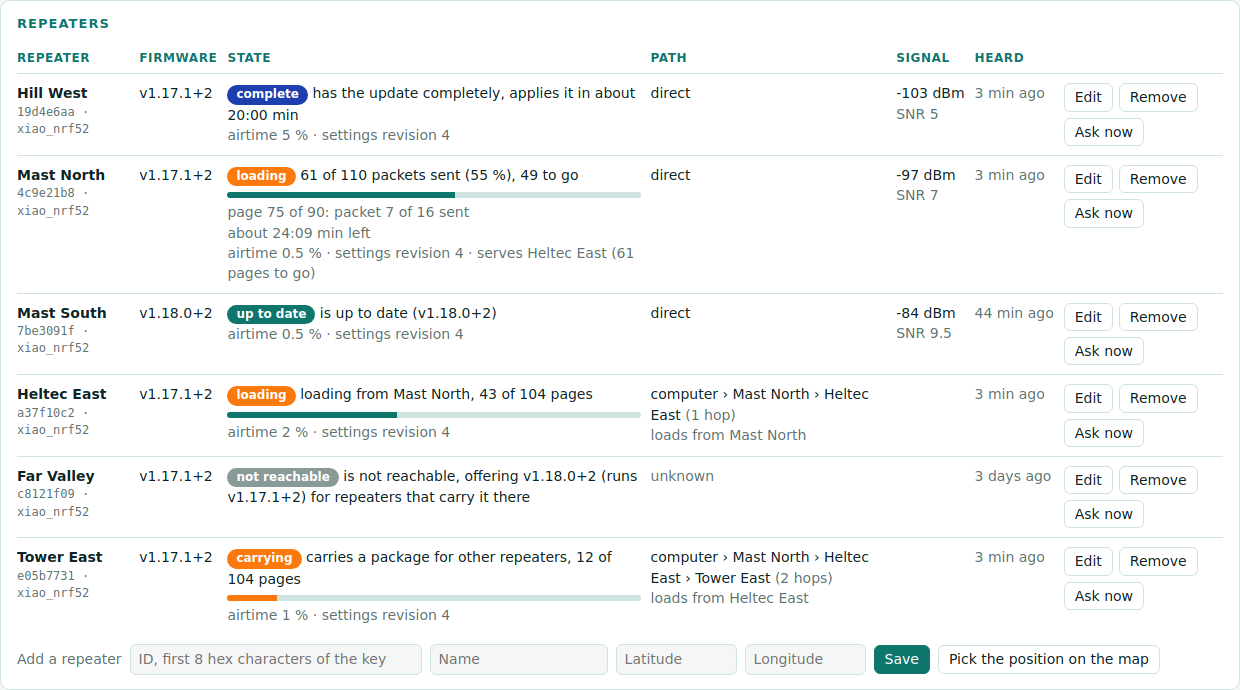 REPEATERS
REPEATER FIRMWARE STATE PATH SIGNAL HEARD
Hill West
19d4e6aa ·
xiao_nrf52
v1.17.1+2
complete has the update completely, applies it in about
20:00 min
airtime 5 % · settings revision 4
direct
-103 dBm
SNR 5
3 min ago
Edit Remove
Ask now
Mast North
4c9e21b8 ·
xiao_nrf52
v1.17.1+2
loading 61 of 110 packets sent (55 %), 49 to go
page 75 of 90: packet 7 of 16 sent
about 24:09 min left
airtime 0.5 % · settings revision 4 · serves Heltec East (61
pages to go)
direct
-97 dBm
SNR 7
3 min ago
Edit Remove
Ask now
Mast South
7be3091f ·
xiao_nrf52
v1.18.0+2
up to date is up to date (v1.18.0+2)
airtime 0.5 % · settings revision 4
direct
-84 dBm
SNR 9.5
44 min ago
Edit Remove
Ask now
Heltec East
a37f10c2 ·
xiao_nrf52
v1.17.1+2
loading loading from Mast North, 43 of 104 pages
airtime 2 % · settings revision 4
computer › Mast North › Heltec
East (1 hop)
loads from Mast North
3 min ago
Edit Remove
Ask now
Far Valley
c8121f09 ·
xiao_nrf52
v1.17.1+2
not reachable is not reachable, offering v1.18.0+2 (runs
v1.17.1+2) for repeaters that carry it there
unknown
3 days ago
Edit Remove
Ask now
Tower East
e05b7731 ·
xiao_nrf52
v1.17.1+2
carrying carries a package for other repeaters, 12 of
104 pages
airtime 1 % · settings revision 4
computer › Mast North › Heltec
East › Tower East (2 hops)
loads from Heltec East
3 min ago
Edit Remove
Ask now
Add a repeater ID, first 8 hex characters of the key Name Latitude Longitude Save Pick the position on the map